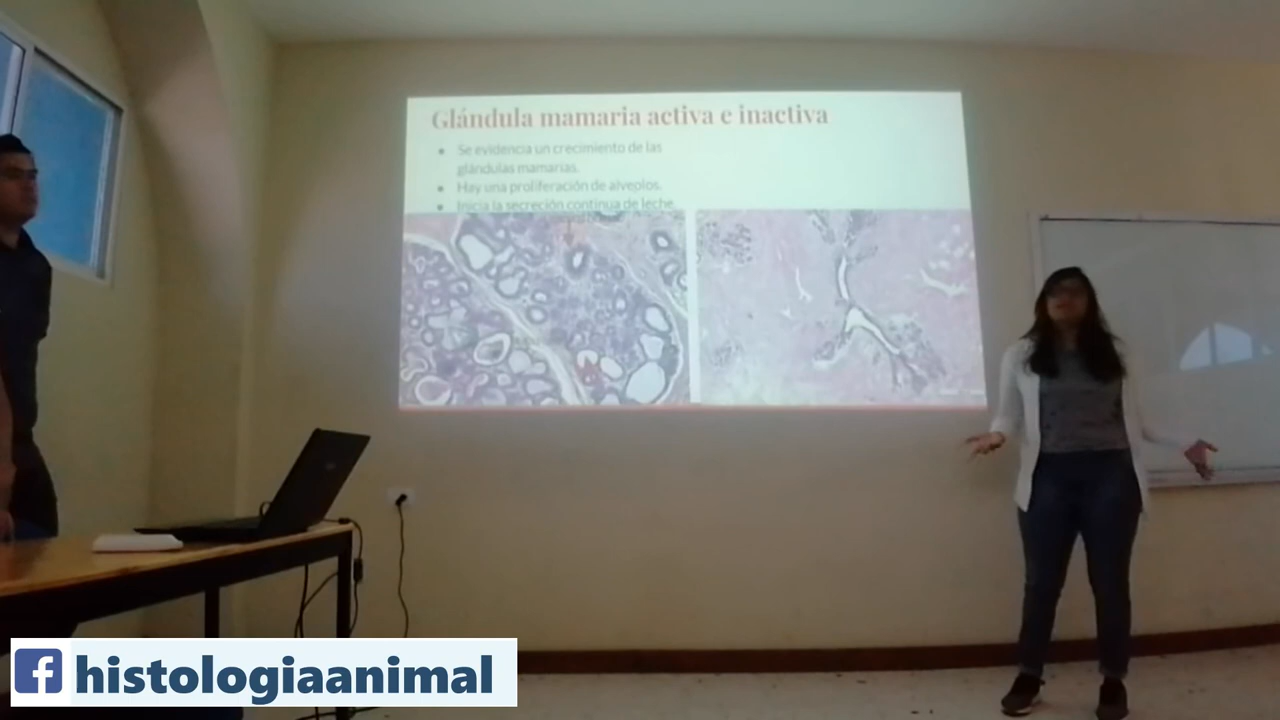 Glándula mamaria activa e inactiva
● Se evidencia un crecimiento de las
glándulas mamarias.
● Hay una proliferación de alveolos.
● Inicia la secreción continua de leche.
histologiaanimal